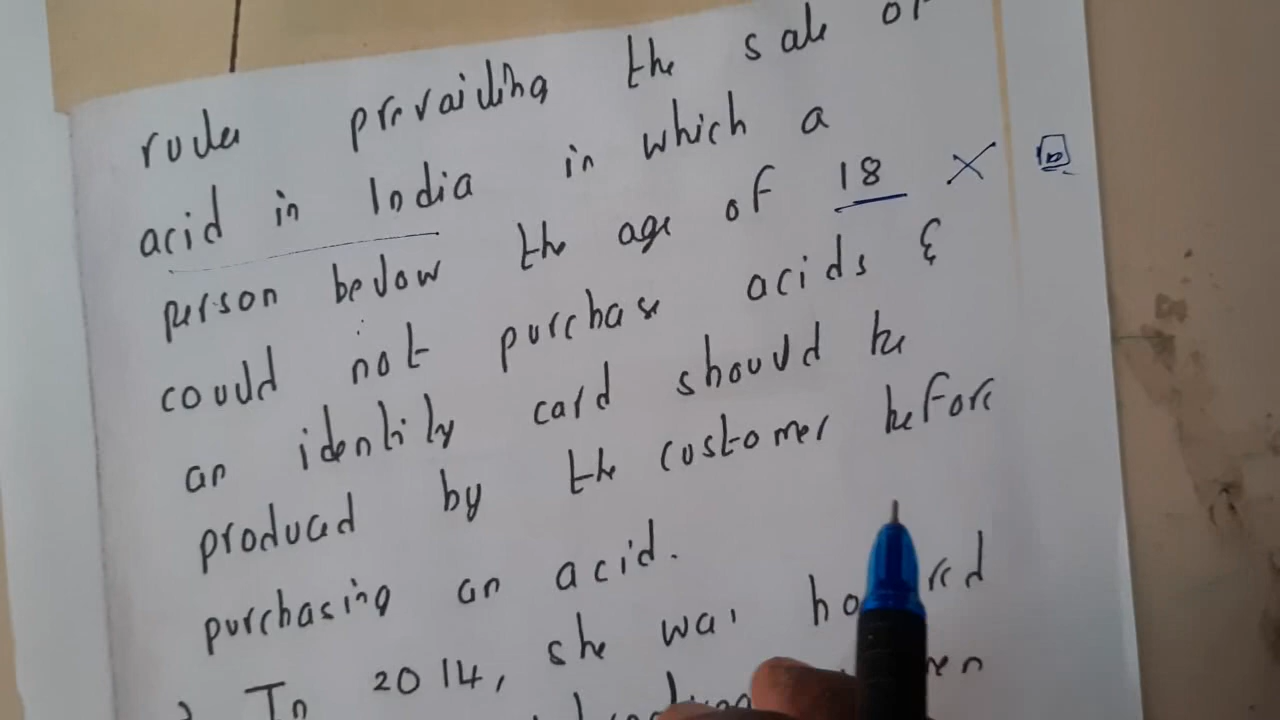 rules prevailing the sale of
acid in India in which a
person below the age of 18 X
could not purchase acids &
an identity card should be
produced by the customer before
purchasing an acid.
In 2014, she was